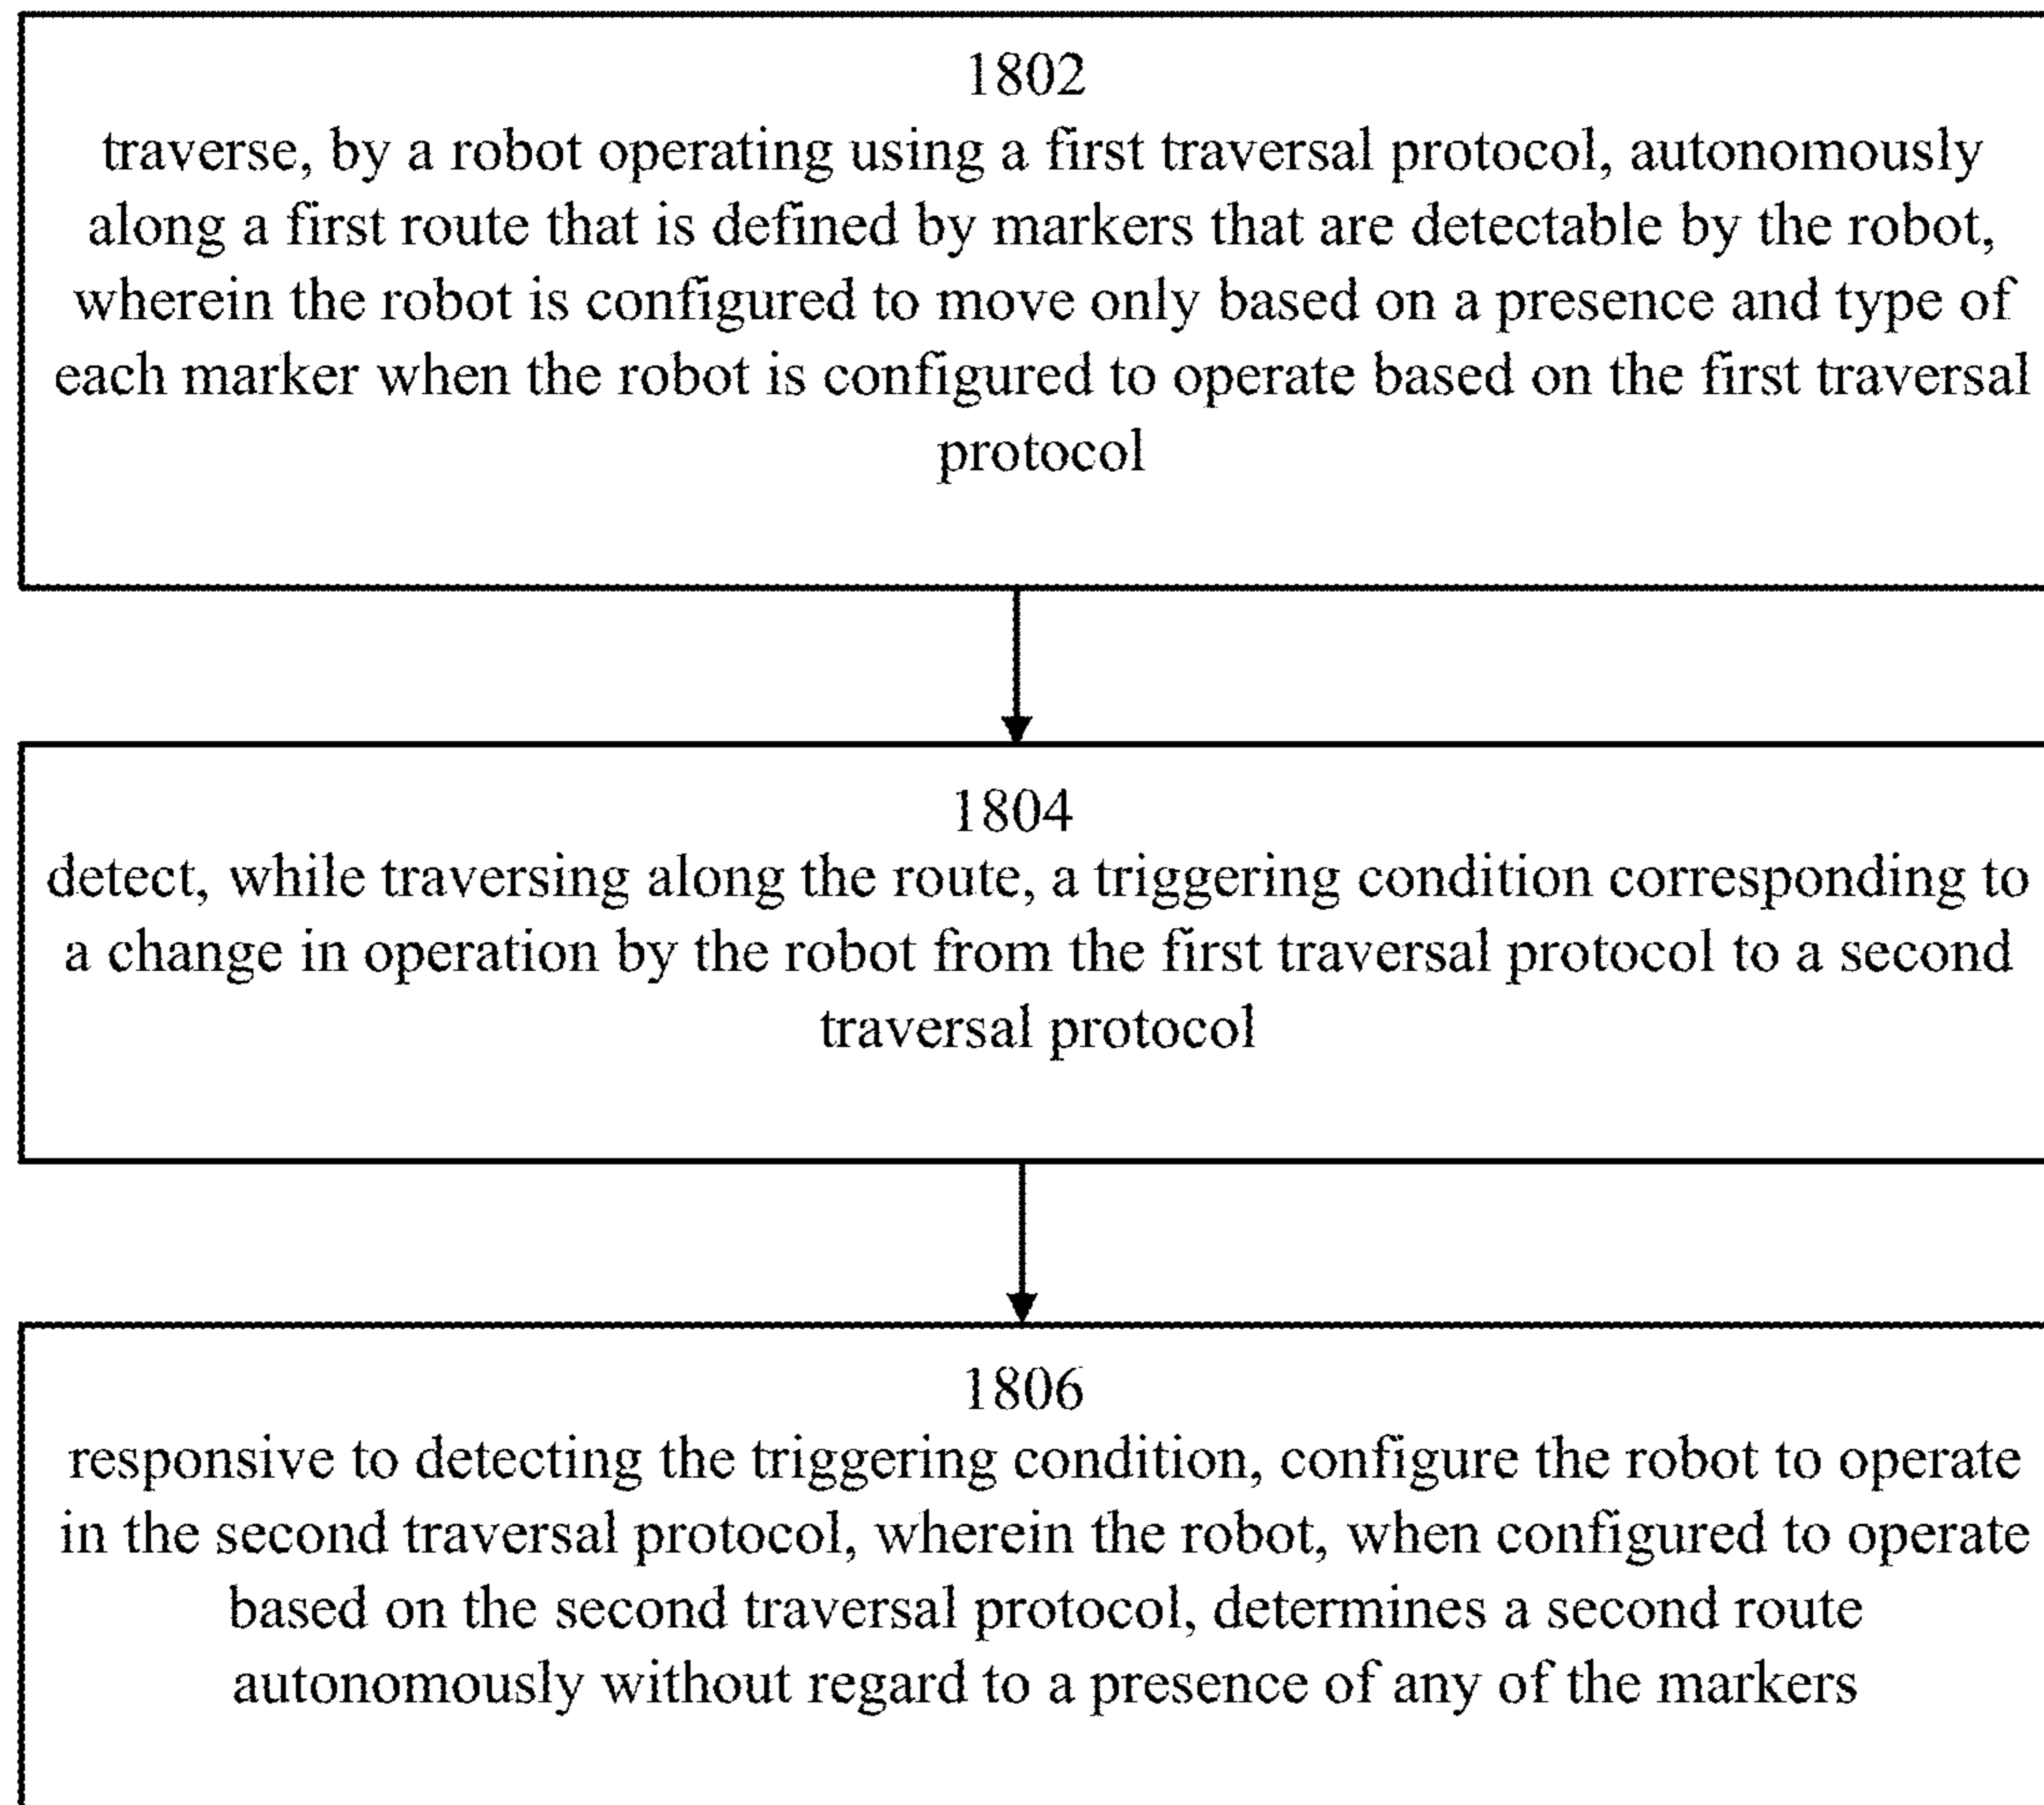 1802
traverse, by a robot operating using a first traversal protocol, autonomously
along a first route that is defined by markers that are detectable by the robot,
wherein the robot is configured to move only based on a presence and type of
each marker when the robot is configured to operate based on the first traversal
protocol
1804
detect, while traversing along the route, a triggering condition corresponding to
a change in operation by the robot from the first traversal protocol to a second
traversal protocol
1806
responsive to detecting the triggering condition, configure the robot to operate
in the second traversal protocol, wherein the robot, when configured to operate
based on the second traversal protocol, determines a second route
autonomously without regard to a presence of any of the markers